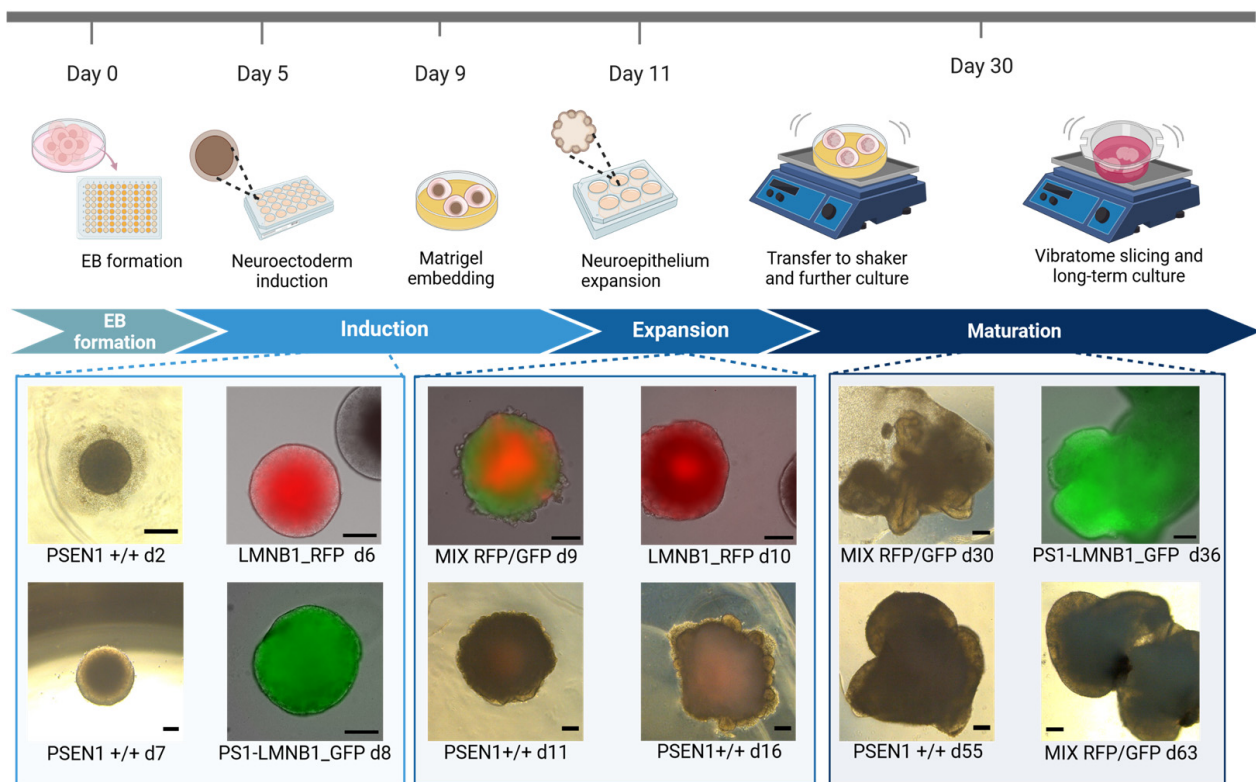 Day 0
Day 5
Day 9
Day 11
Day 30
EB formation
Neuroectoderm
induction
Matrigel
embedding
Neuroepithelium
expansion
Transfer to shaker
and further culture
Vibratome slicing and
long-term culture
EB
formation
Induction
Expansion
Maturation
PSEN1 +/+ d2
LMNB1_RFP d6
MIX RFP/GFP d9
LMNB1_RFP d10
MIX RFP/GFP d30
PS1-LMNB1_GFP d36
PSEN1 +/+ d7
PS1-LMNB1_GFP d8
PSEN1+/+ d11
PSEN1+/+ d16
PSEN1 +/+ d55
MIX RFP/GFP d63